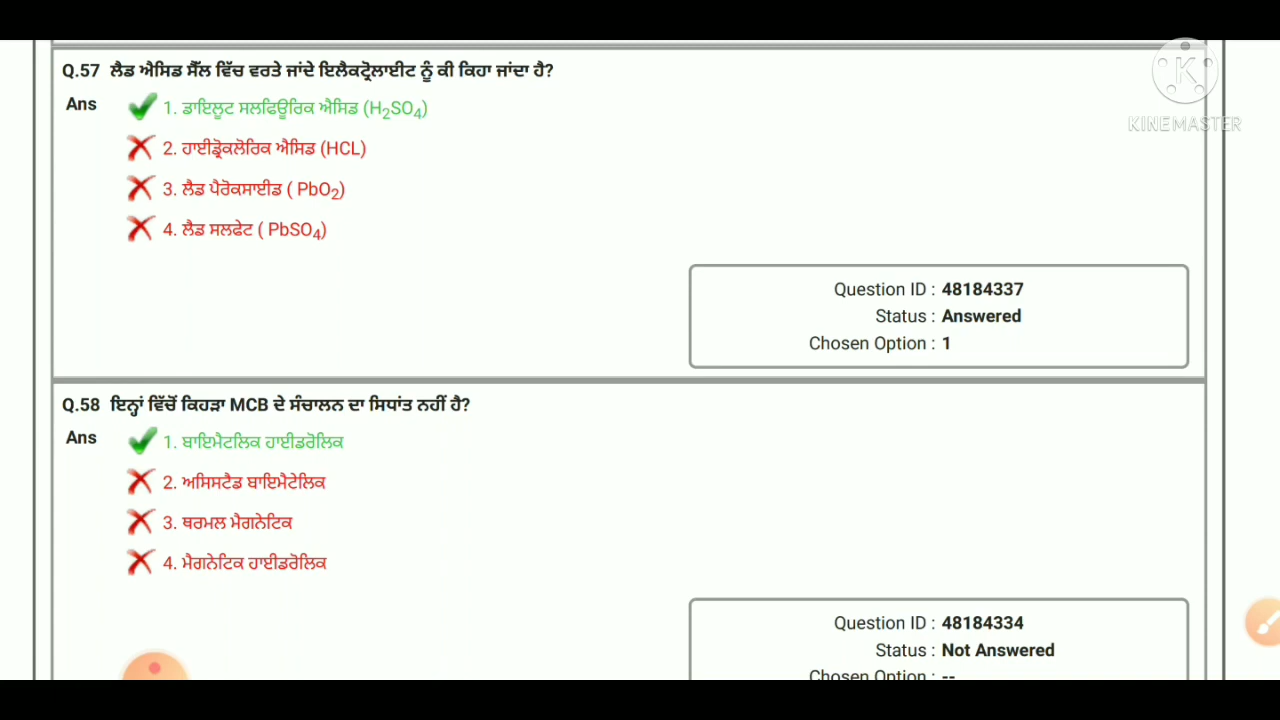 Q.57 ਲੈਡ ਐਸਿਡ ਸੈੱਲ ਵਿੱਚ ਵਰਤੇ ਜਾਂਦੇ ਇਲੈਕਟ੍ਰੋਲਾਈਟ ਨੂੰ ਕੀ ਕਿਹਾ ਜਾਂਦਾ ਹੈ?
Ans 1. ਡਾਇਲੂਟ ਸਲਫਿਊਰਿਕ ਐਸਿਡ (H₂SO₄)
2. ਹਾਈਡ੍ਰੋਕਲੋਰਿਕ ਐਸਿਡ (HCL)
3. ਲੈਡ ਪੈਰੋਕਸਾਈਡ ( PbO₂)
4. ਲੈਡ ਸਲਫੇਟ ( PbSO₄)
Question ID : 48184337
Status : Answered
Chosen Option : 1
Q.58 ਇਨ੍ਹਾਂ ਵਿੱਚੋਂ ਕਿਹੜਾ MCB ਦੇ ਸੰਚਾਲਨ ਦਾ ਸਿਧਾਂਤ ਨਹੀਂ ਹੈ?
Ans 1. ਬਾਇਮੈਟਲਿਕ ਹਾਈਡਰੋਲਿਕ
2. ਅਸਿਸਟੈਡ ਬਾਇਮੈਟੇਲਿਕ
3. ਥਰਮਲ ਮੈਗਨੇਟਿਕ
4. ਮੈਗਨੇਟਿਕ ਹਾਈਡਰੋਲਿਕ
Question ID : 48184334
Status : Not Answered
Chosen Option : --
K
KINEMASTER